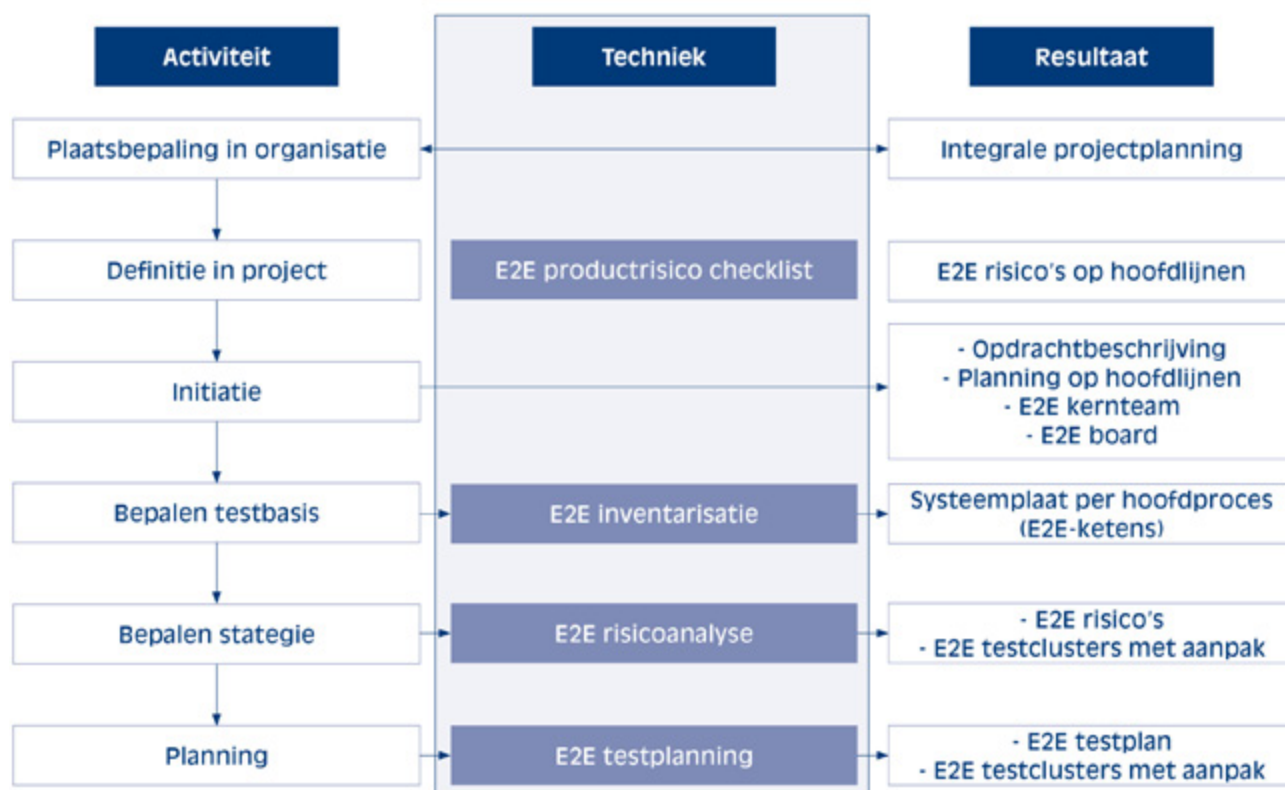 Activiteit
Techniek
Resultaat
Plaatsbepaling in organisatie
Integrale projectplanning
Definitie in project
E2E productrisico checklist
E2E risico's op hoofdlijnen
Initiatie
- Opdrachtbeschrijving
- Planning op hoofdlijnen
- E2E kernteam
- E2E board
Bepalen testbasis
E2E inventarisatie
Systeemplaat per hoofdproces
(E2E-ketens)
Bepalen stategie
E2E risicoanalyse
- E2E risico's
- E2E testclusters met aanpak
Planning
E2E testplanning
- E2E testplan
- E2E testclusters met aanpak